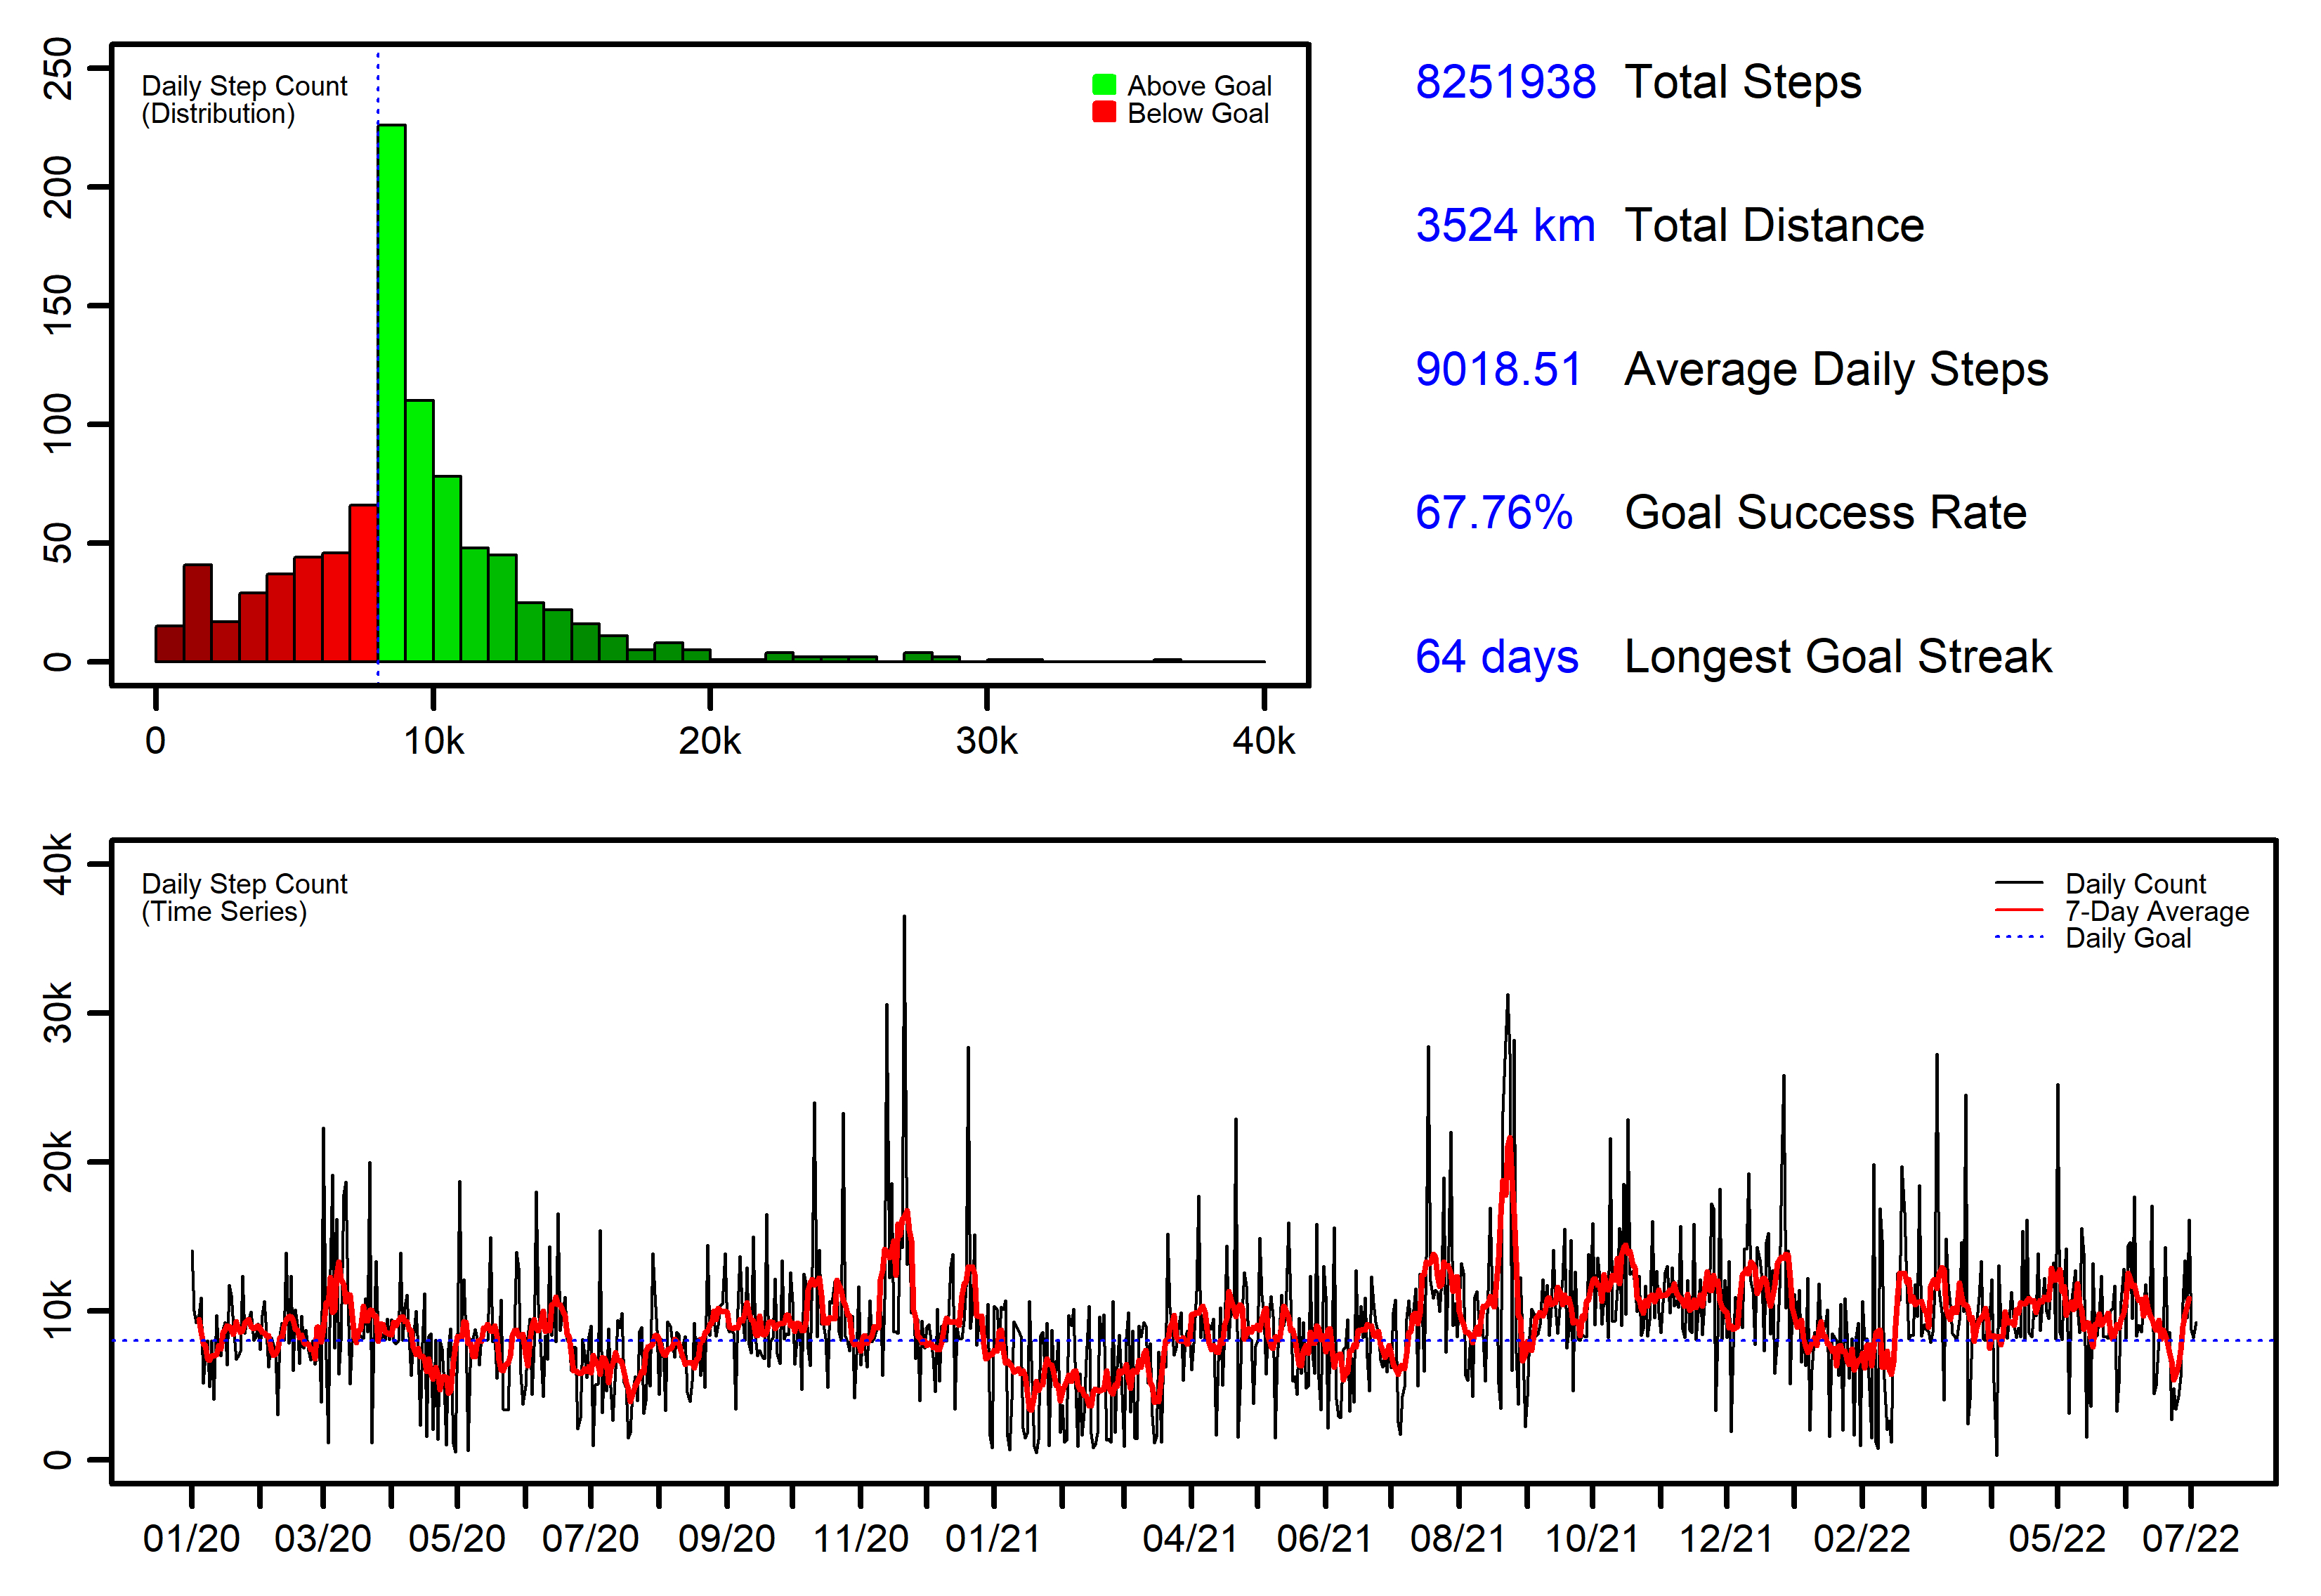 Daily Step Count
(Distribution)
Above Goal
Below Goal
250
200
150
100
50
0
0 10k 20k 30k 40k
8251938 Total Steps
3524 km Total Distance
9018.51 Average Daily Steps
67.76% Goal Success Rate
64 days Longest Goal Streak
Daily Step Count
(Time Series)
Daily Count
7-Day Average
Daily Goal
40k
30k
20k
10k
0
01/20 03/20 05/20 07/20 09/20 11/20 01/21 04/21 06/21 08/21 10/21 12/21 02/22 05/22 07/22